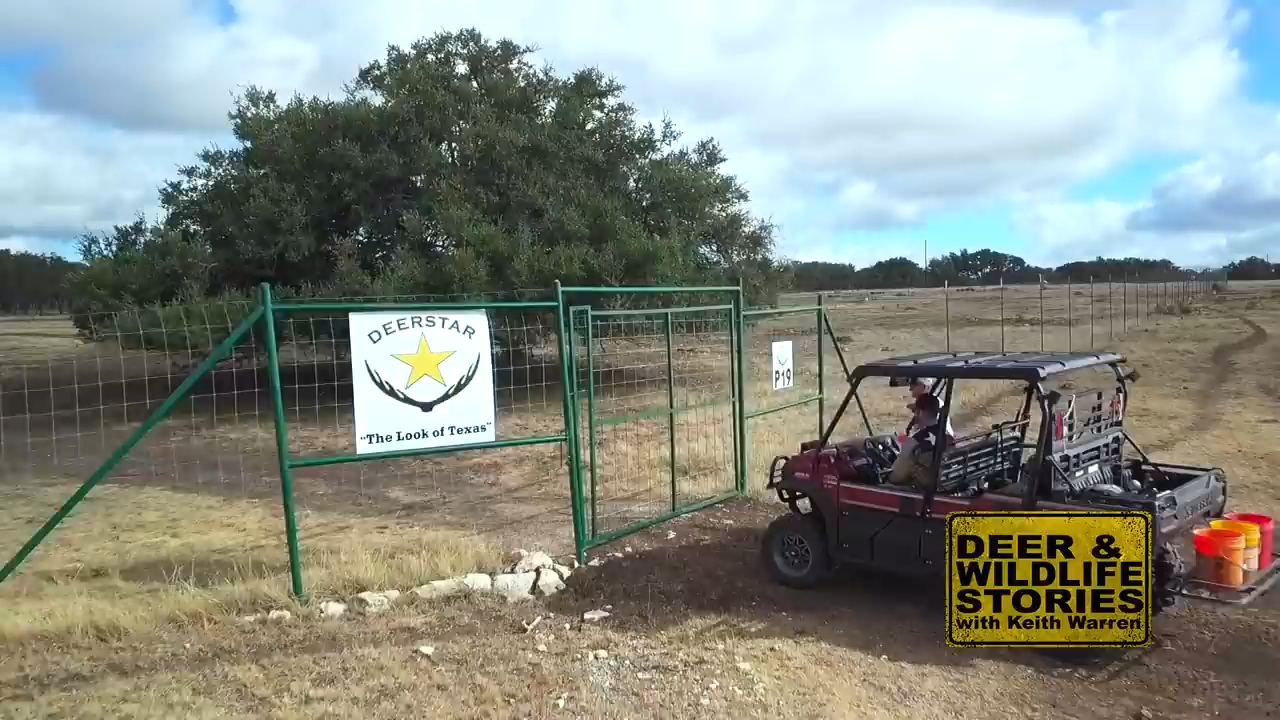 DEERSTAR
"The Look of Texas"
P19
DEER &
WILDLIFE
STORIES
with Keith Warren